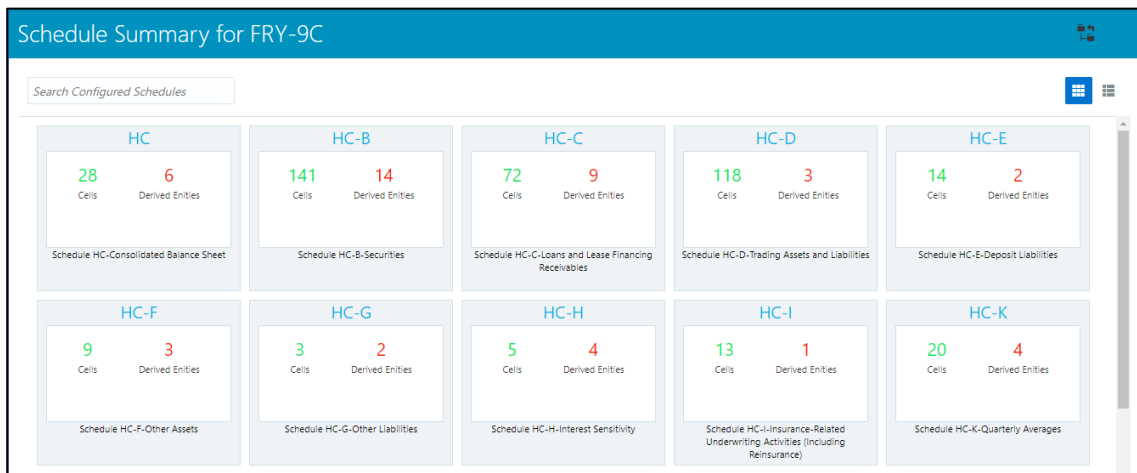 Schedule Summary for FRY-9C
Search Configured Schedules
HC
28 6
Cells Derived Enities
Schedule HC-Consolidated Balance Sheet
HC-B
141 14
Cells Derived Enities
Schedule HC-B-Securities
HC-C
72 9
Cells Derived Enities
Schedule HC-C-Loans and Lease Financing
Receivables
HC-D
118 3
Cells Derived Enities
Schedule HC-D-Trading Assets and Liabilities
HC-E
14 2
Cells Derived Enities
Schedule HC-E-Deposit Liabilities
HC-F
9 3
Cells Derived Enities
Schedule HC-F-Other Assets
HC-G
3 2
Cells Derived Enities
Schedule HC-G-Other Liabilities
HC-H
5 4
Cells Derived Enities
Schedule HC-H-Interest Sensitivity
HC-I
13 1
Cells Derived Enities
Schedule HC-I-Insurance-Related
Underwriting Activities (Including
Reinsurance)
HC-K
20 4
Cells Derived Enities
Schedule HC-K-Quarterly Averages